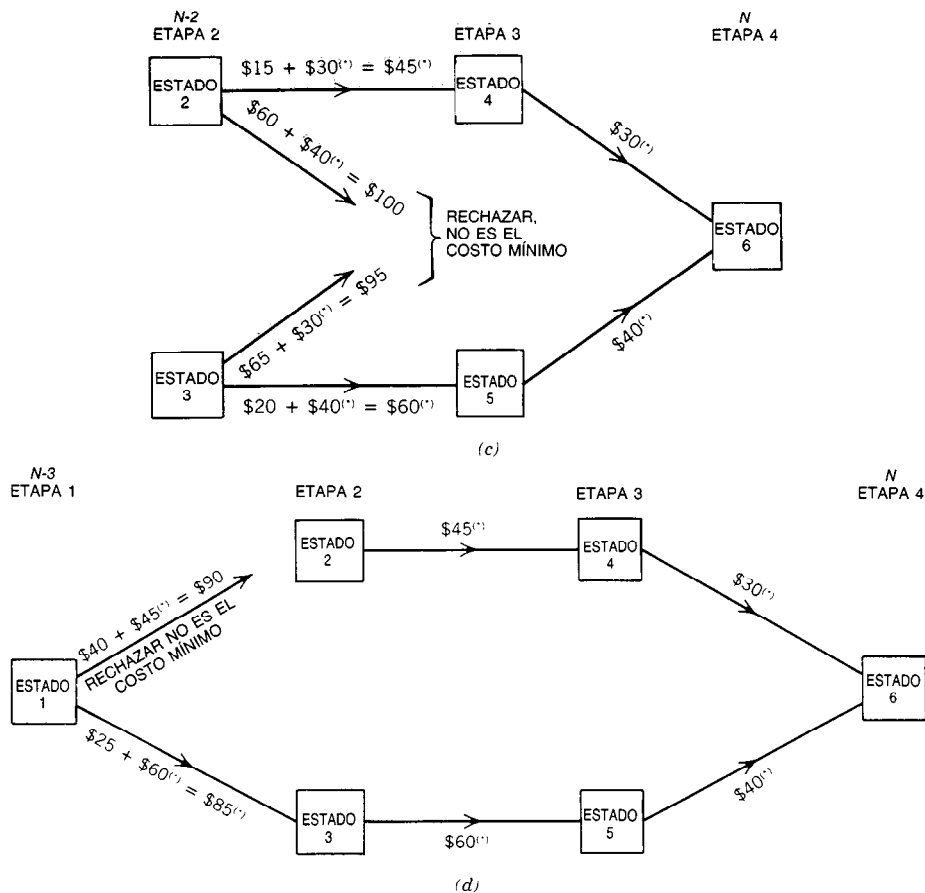 N-2
ETAPA 2
ETAPA 3
N
ETAPA 4
ESTADO
2
$15 + $30(*) = $45(*)
ESTADO
4
$60 + $40(*) = $100
$30(*)
RECHAZAR,
NO ES EL
COSTO MÍNIMO
ESTADO
6
$65 + $30(*) = $95
$40(*)
ESTADO
3
$20 + $40(*) = $60(*)
ESTADO
5
(c)
N-3
ETAPA 1
ETAPA 2
ETAPA 3
N
ETAPA 4
ESTADO
2
$45(*)
ESTADO
4
$40 + $45(*) = $90
RECHAZAR NO ES EL
COSTO MÍNIMO
$30(*)
ESTADO
1
ESTADO
6
$25 + $60(*) = $85(*)
$40(*)
ESTADO
3
$60(*)
ESTADO
5
(d)